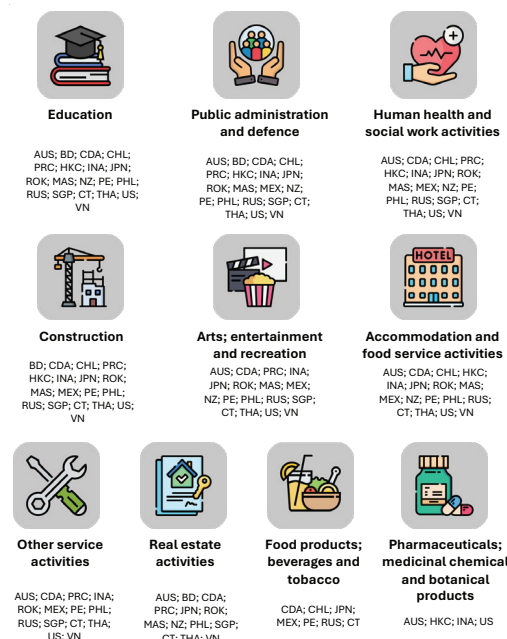 Education
AUS; BD; CDA; CHL;
PRC; HKC; INA; JPN;
ROK; MAS; NZ; PE; PHL;
RUS; SGP; CT; THA; US;
VN
Public administration
and defence
AUS; BD; CDA; CHL;
PRC; HKC; INA; JPN;
ROK; MAS; MEX; NZ;
PE; PHL; RUS; SGP; CT;
THA; US; VN
Human health and
social work activities
AUS; CDA; CHL; PRC;
HKC; INA; JPN; ROK;
MAS; MEX; NZ; PE;
PHL; RUS; SGP; CT;
THA; US; VN
Construction
BD; CDA; CHL; PRC;
HKC; INA; JPN; ROK;
MAS; MEX; PE; PHL;
RUS; SGP; CT; THA; US;
VN
Arts; entertainment
and recreation
AUS; CDA; PRC; INA;
JPN; ROK; MAS; MEX;
NZ; PE; PHL; RUS; SGP;
CT; THA; US; VN
HOTEL
Accommodation and
food service activities
AUS; CDA; CHL; HKC;
INA; JPN; ROK; MAS;
MEX; NZ; PE; PHL; RUS;
CT; THA; US; VN
Other service
activities
AUS; CDA; PRC; INA;
ROK; MEX; PE; PHL;
RUS; SGP; CT; THA;
US; VN
Real estate
activities
AUS; BD; CDA;
PRC; JPN; ROK;
MAS; NZ; PHL; SGP;
CT; THA; VN
Food products;
beverages and
tobacco
CDA; CHL; JPN;
MEX; PE; RUS; CT
Pharmaceuticals;
medicinal chemical
and botanical
products
AUS; HKC; INA; US